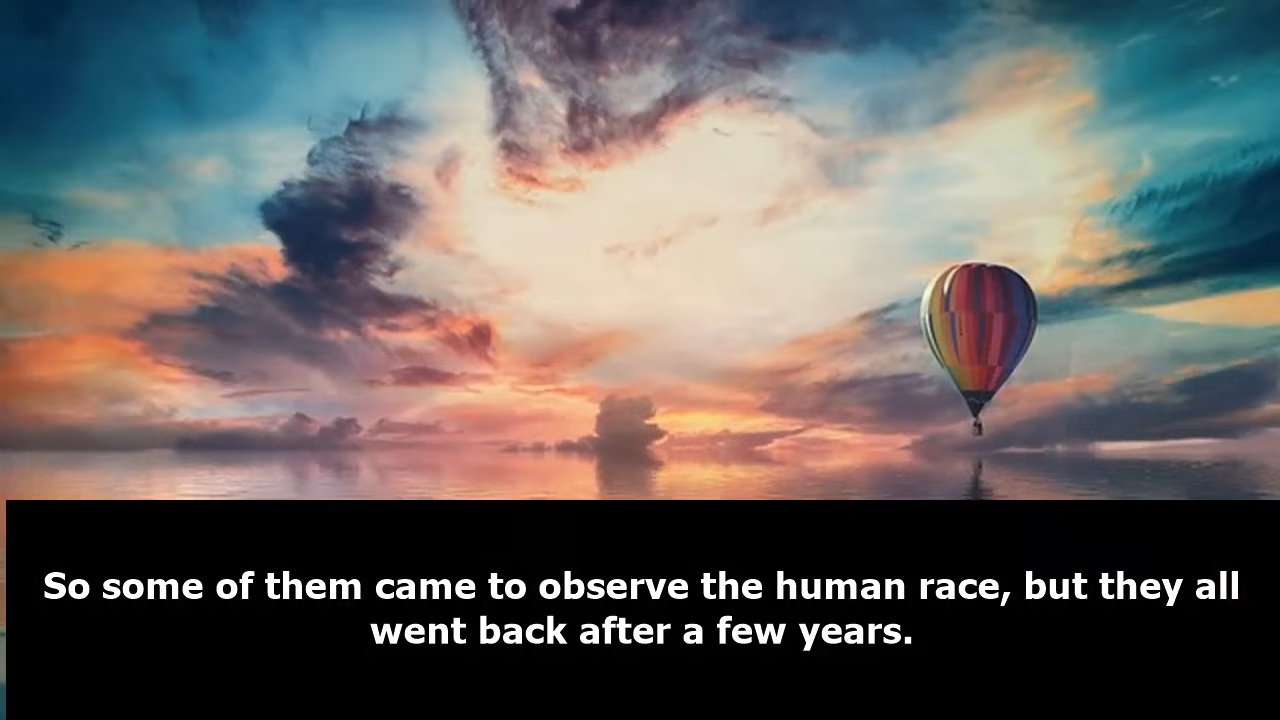 So some of them came to observe the human race, but they all
went back after a few years.